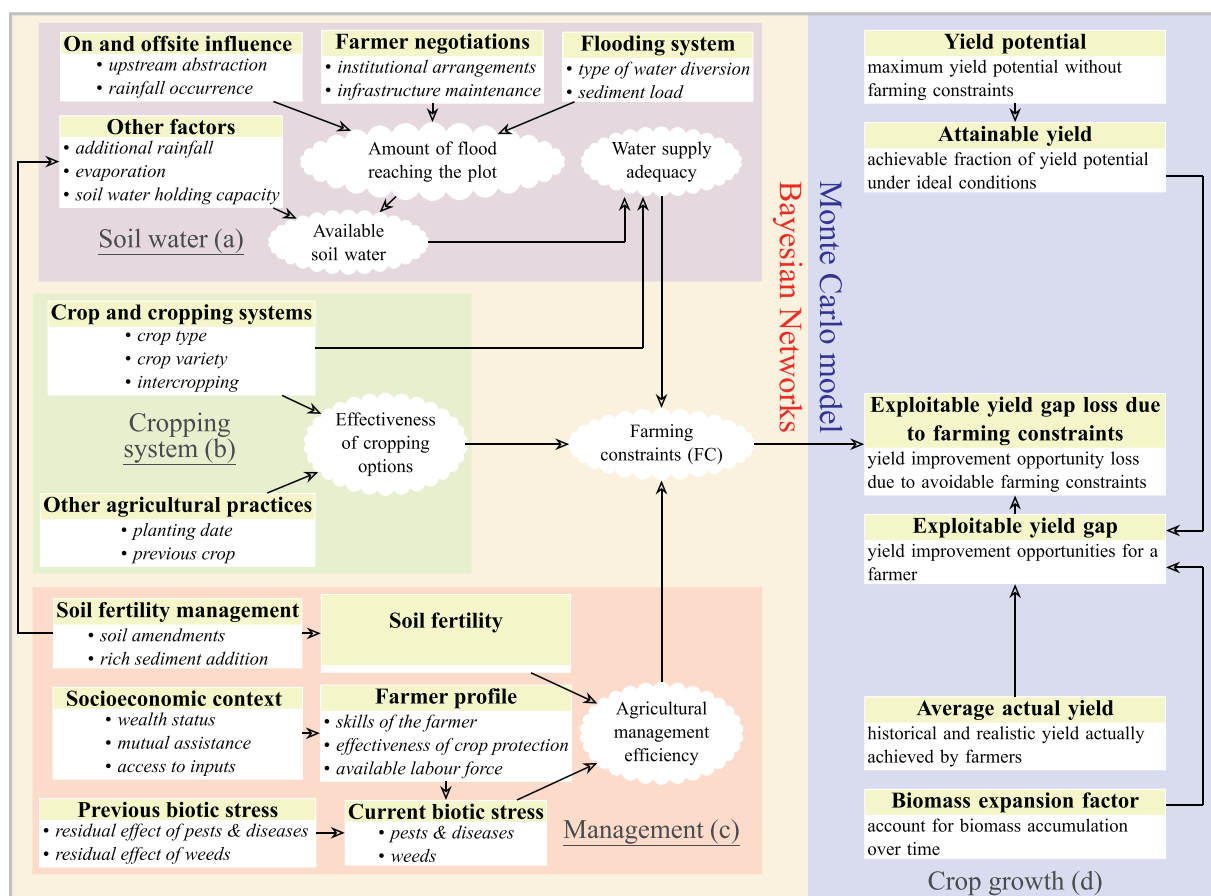 On and offsite influence
• upstream abstraction
• rainfall occurrence
Farmer negotiations
• institutional arrangements
• infrastructure maintenance
Flooding system
• type of water diversion
• sediment load
Other factors
• additional rainfall
• evaporation
• soil water holding capacity
Amount of flood
reaching the plot
Water supply
adequacy
Available
soil water
Soil water (a)
Crop and cropping systems
• crop type
• crop variety
• intercropping
Cropping
system (b)
Effectiveness
of cropping
options
Other agricultural practices
• planting date
• previous crop
Farming
constraints (FC)
Soil fertility management
• soil amendments
• rich sediment addition
Soil fertility
Socioeconomic context
• wealth status
• mutual assistance
• access to inputs
Farmer profile
• skills of the farmer
• effectiveness of crop protection
• available labour force
Agricultural
management
efficiency
Previous biotic stress
• residual effect of pests & diseases
• residual effect of weeds
Current biotic stress
• pests & diseases
• weeds
Management (c)
Bayesian Networks
Monte Carlo model
Yield potential
maximum yield potential without
farming constraints
Attainable yield
achievable fraction of yield potential
under ideal conditions
Exploitable yield gap loss due
to farming constraints
yield improvement opportunity loss
due to avoidable farming constraints
Exploitable yield gap
yield improvement opportunities for a
farmer
Average actual yield
historical and realistic yield actually
achieved by farmers
Biomass expansion factor
account for biomass accumulation
over time
Crop growth (d)